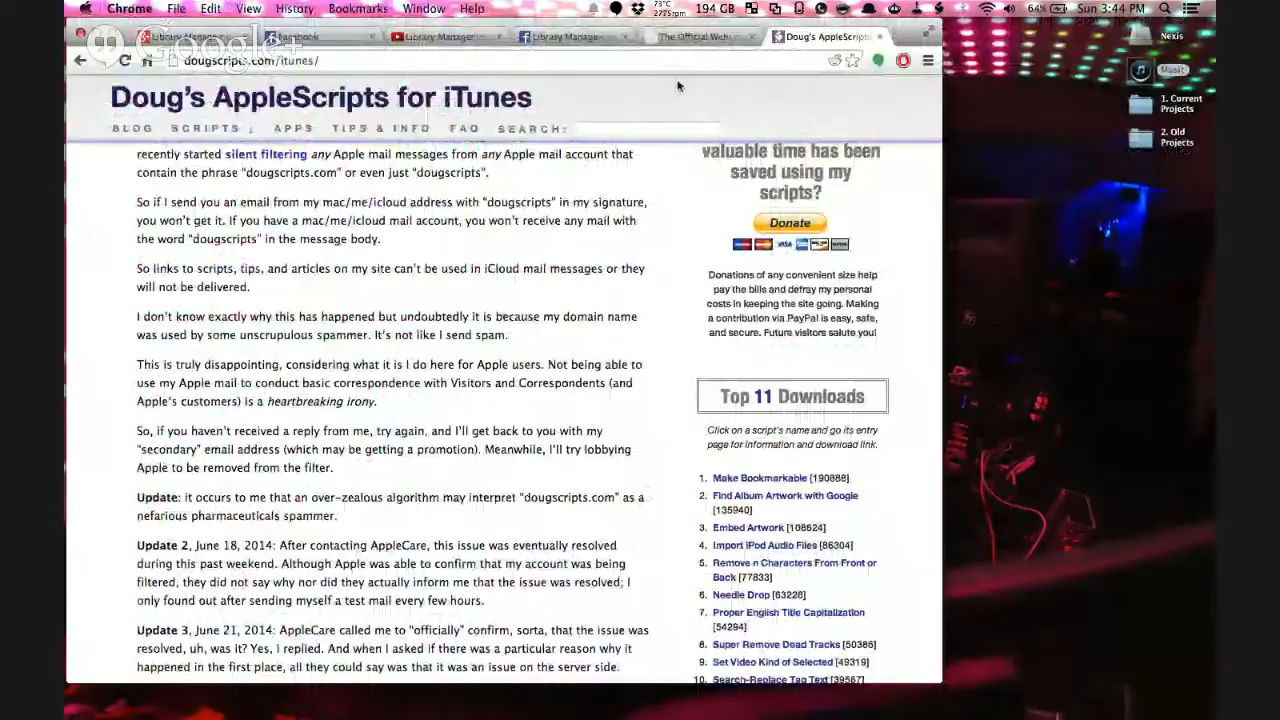 Chrome File Edit View History Bookmarks Window Help
73°C
2775rpm
194 GB
64%
Sun 3:44 PM
Google+
Library Manageme
Facebook
Library Managemen
Library Manageme
The Official Web
Doug's AppleScripts
dougscripts.com/itunes/
Nexis
Music
1. Current
Projects
2. Old
Projects
Doug's AppleScripts for iTunes
BLOG SCRIPTS ↓ APPS TIPS & INFO FAQ SEARCH:
recently started silent filtering any Apple mail messages from any Apple mail account that
contain the phrase “dougscripts.com” or even just “dougscripts”.
So if I send you an email from my mac/me/icloud address with “dougscripts” in my signature,
you won’t get it. If you have a mac/me/icloud mail account, you won’t receive any mail with
the word “dougscripts” in the message body.
So links to scripts, tips, and articles on my site can’t be used in iCloud mail messages or they
will not be delivered.
I don’t know exactly why this has happened but undoubtedly it is because my domain name
was used by some unscrupulous spammer. It’s not like I send spam.
This is truly disappointing, considering what it is I do here for Apple users. Not being able to
use my Apple mail to conduct basic correspondence with Visitors and Correspondents (and
Apple’s customers) is a heartbreaking irony.
So, if you haven’t received a reply from me, try again, and I’ll get back to you with my
“secondary” email address (which may be getting a promotion). Meanwhile, I’ll try lobbying
Apple to be removed from the filter.
Update: it occurs to me that an over-zealous algorithm may interpret “dougscripts.com” as a
nefarious pharmaceuticals spammer.
Update 2, June 18, 2014: After contacting AppleCare, this issue was eventually resolved
during this past weekend. Although Apple was able to confirm that my account was being
filtered, they did not say why nor did they actually inform me that the issue was resolved; I
only found out after sending myself a test mail every few hours.
Update 3, June 21, 2014: AppleCare called me to “officially” confirm, sorta, that the issue was
resolved, uh, was it? Yes, I replied. And when I asked if there was a particular reason why it
happened in the first place, all they could say was that it was an issue on the server side.
valuable time has been
saved using my
scripts?
Donate
VISA
Donations of any convenient size help
pay the bills and defray my personal
costs in keeping the site going. Making
a contribution via PayPal is easy, safe,
and secure. Future visitors salute you!
Top 11 Downloads
Click on a script's name and go its entry
page for information and download link.
1. Make Bookmarkable [190888]
2. Find Album Artwork with Google
[135940]
3. Embed Artwork [108624]
4. Import iPod Audio Files [86304]
5. Remove n Characters From Front or
Back [77833]
6. Needle Drop [63228]
7. Proper English Title Capitalization
[54294]
8. Super Remove Dead Tracks [50386]
9. Set Video Kind of Selected [49319]
10. Search-Replace Tag Text [39567]